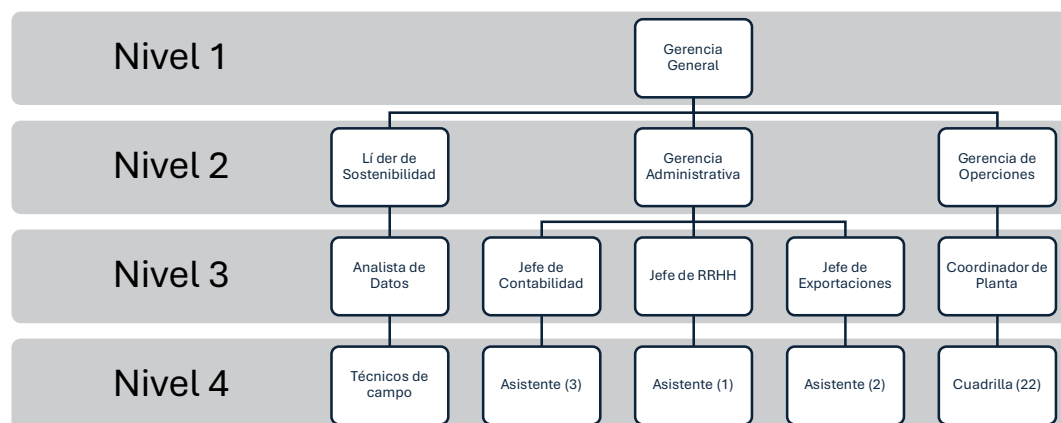 Nivel 1
Gerencia
General
Nivel 2
Lí der de
Sostenibilidad
Gerencia
Administrativa
Gerencia de
Operciones
Nivel 3
Analista de
Datos
Jefe de
Contabilidad
Jefe de RRHH
Jefe de
Exportaciones
Coordinador de
Planta
Nivel 4
Técnicos de
campo
Asistente (3)
Asistente (1)
Asistente (2)
Cuadrilla (22)